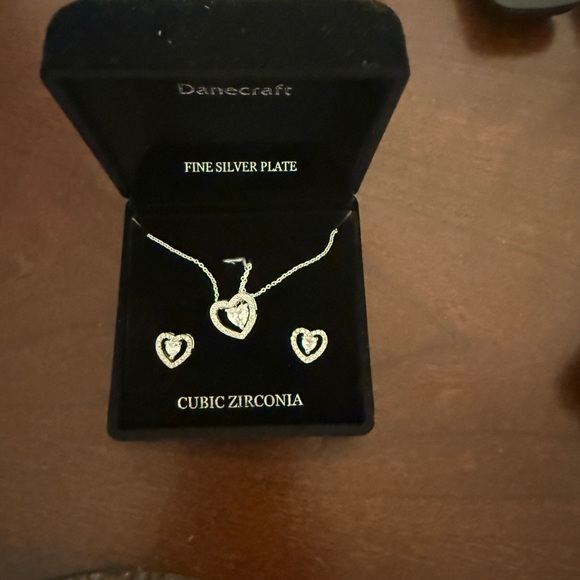 Danecraft
FINE SILVER PLATE
CUBIC ZIRCONIA